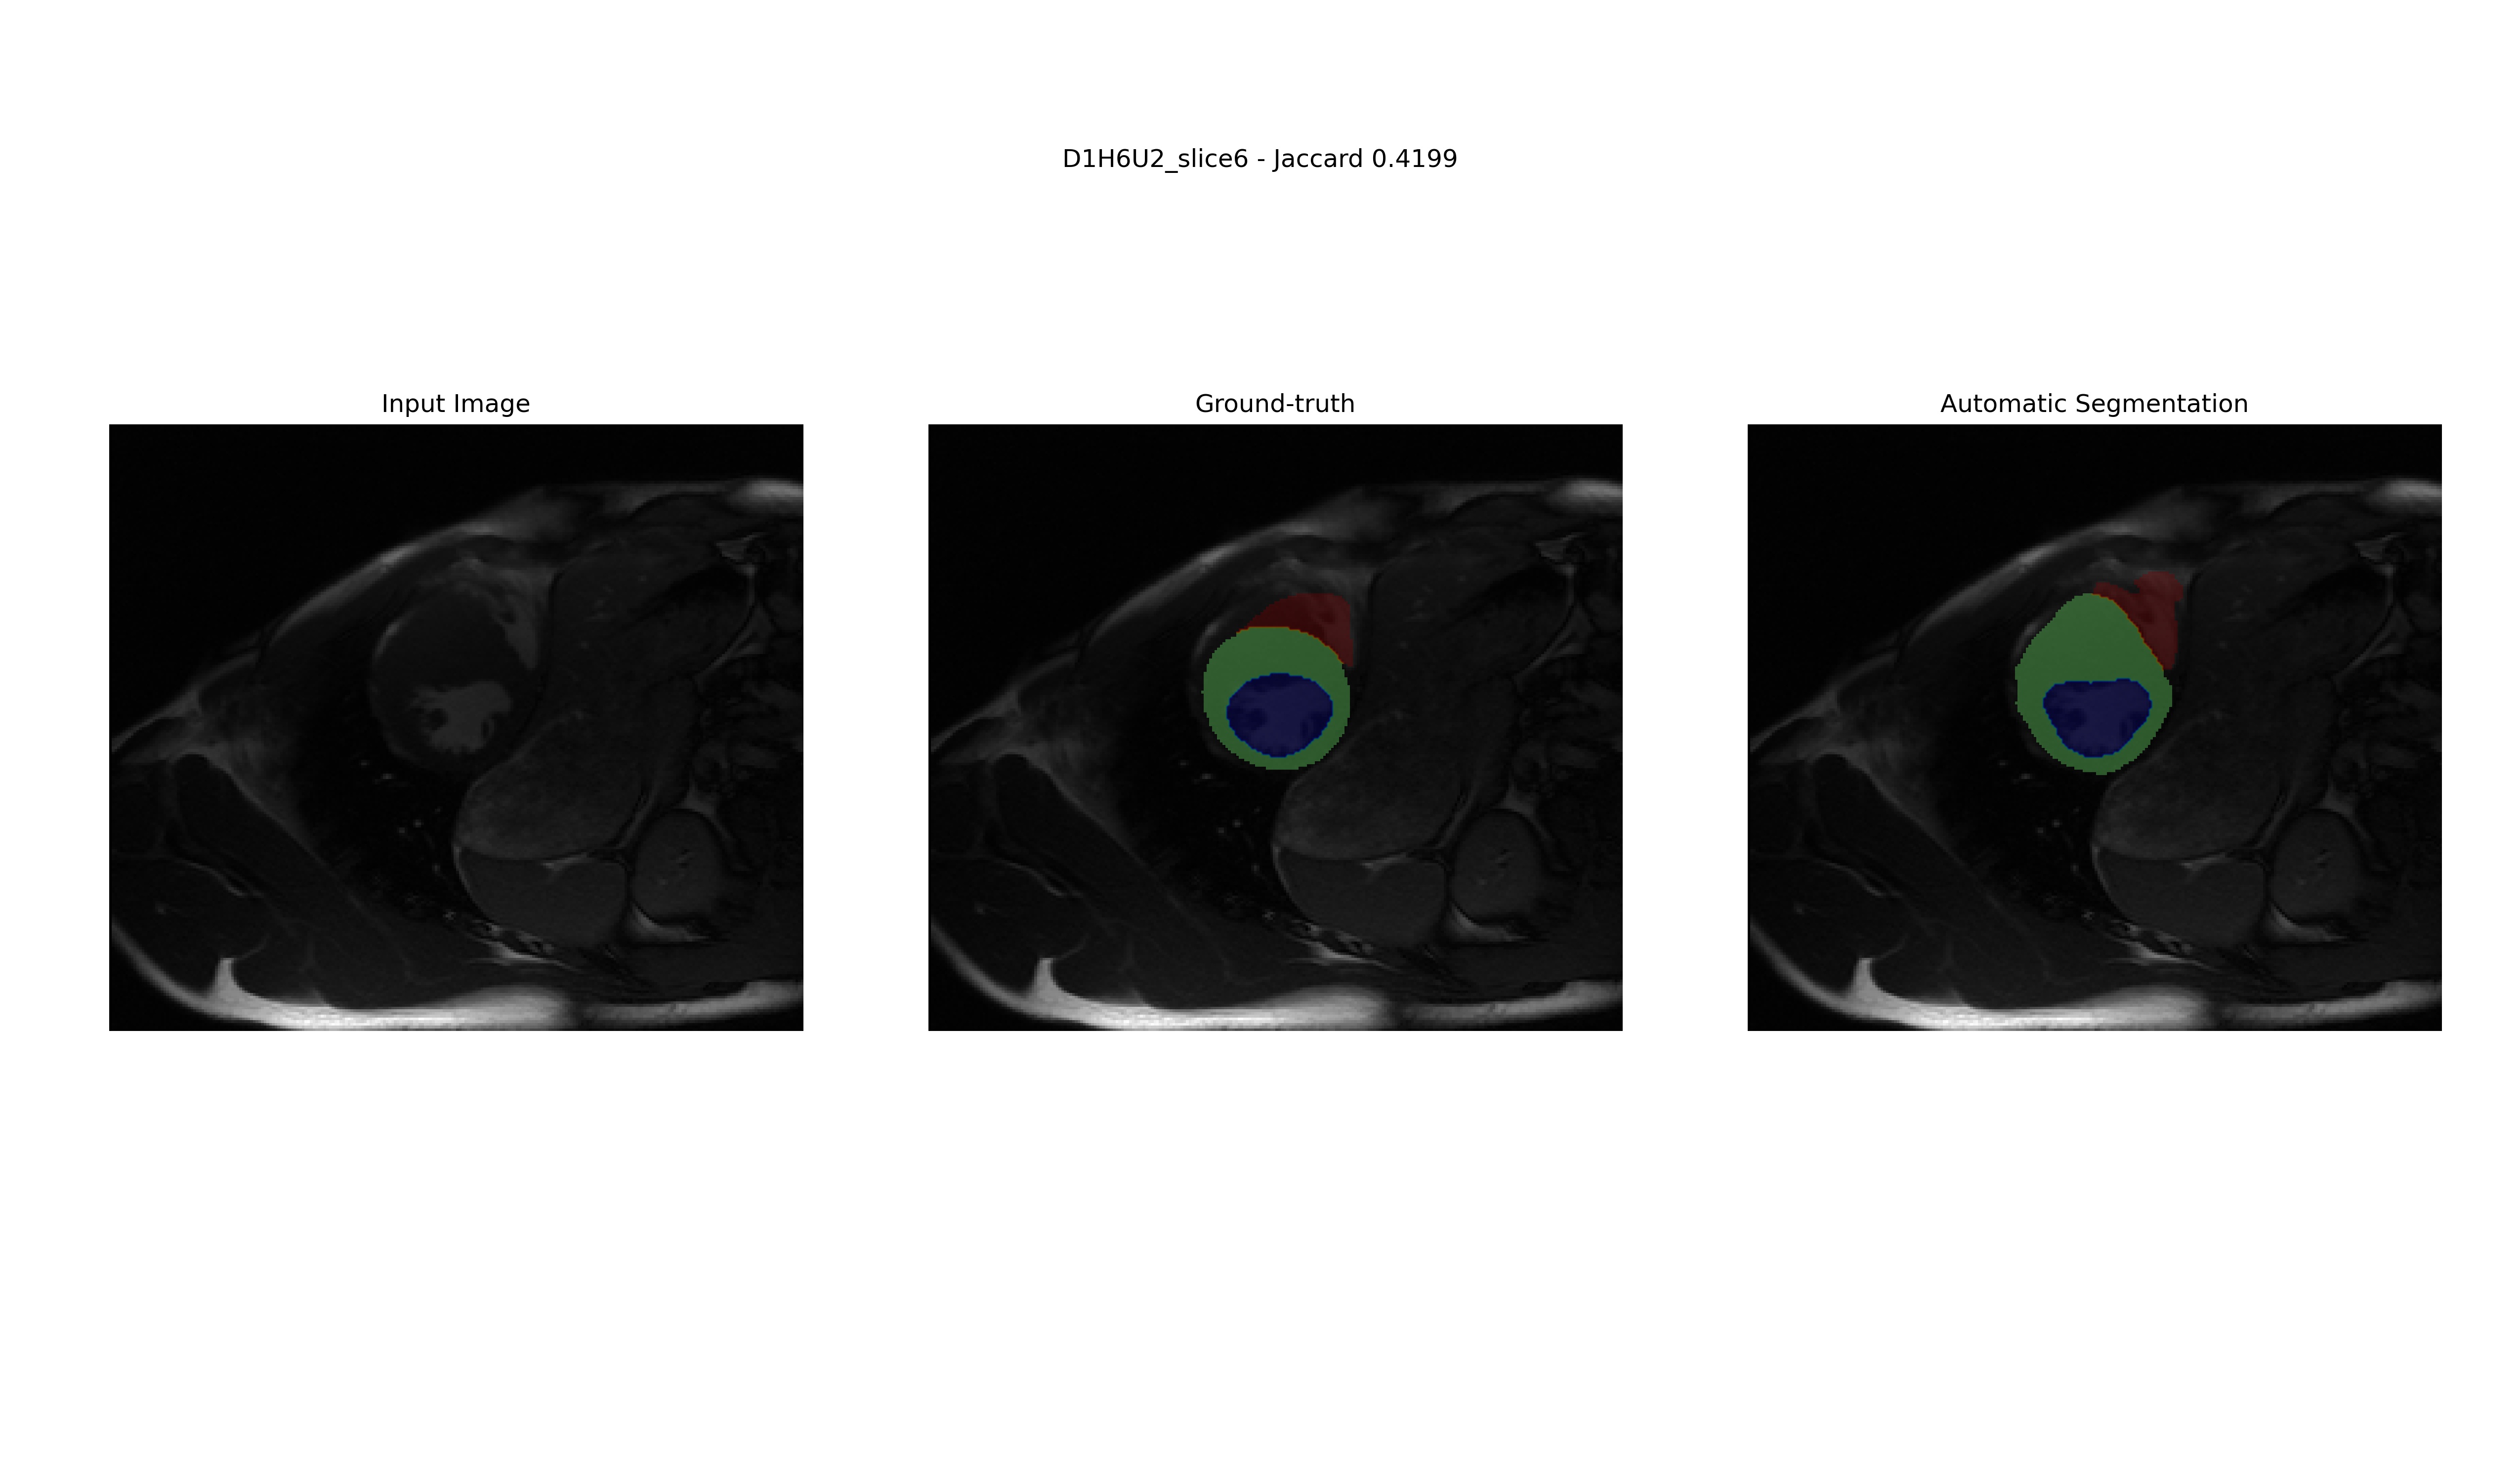 D1H6U2_slice6 - Jaccard 0.4199
Input Image
Ground-truth
Automatic Segmentation